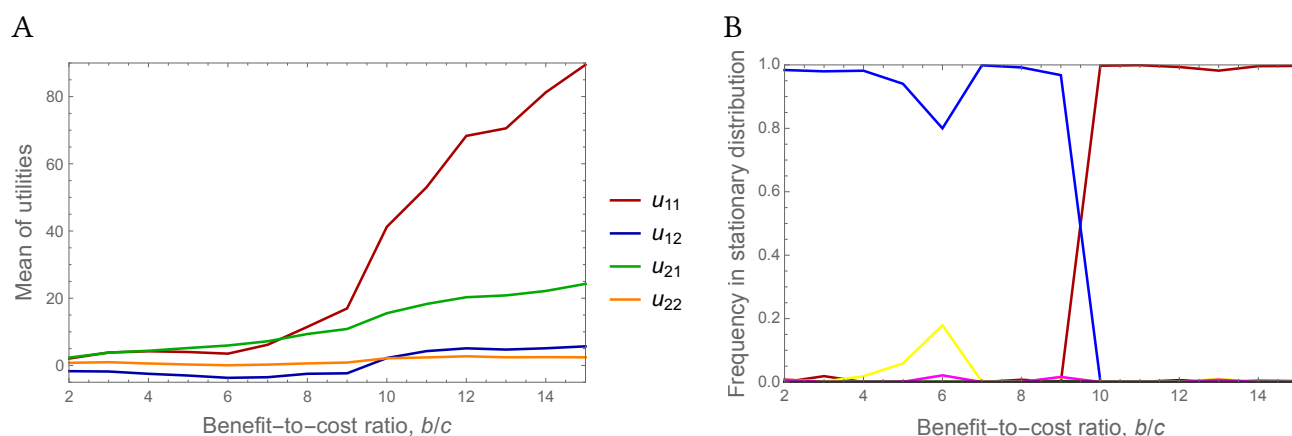 A
Mean of utilities
80
60
40
20
0
2 4 6 8 10 12 14
Benefit–to–cost ratio, b/c
u11
u12
u21
u22
B
Frequency in stationary distribution
1.0
0.8
0.6
0.4
0.2
0.0
2 4 6 8 10 12 14
Benefit–to–cost ratio, b/c